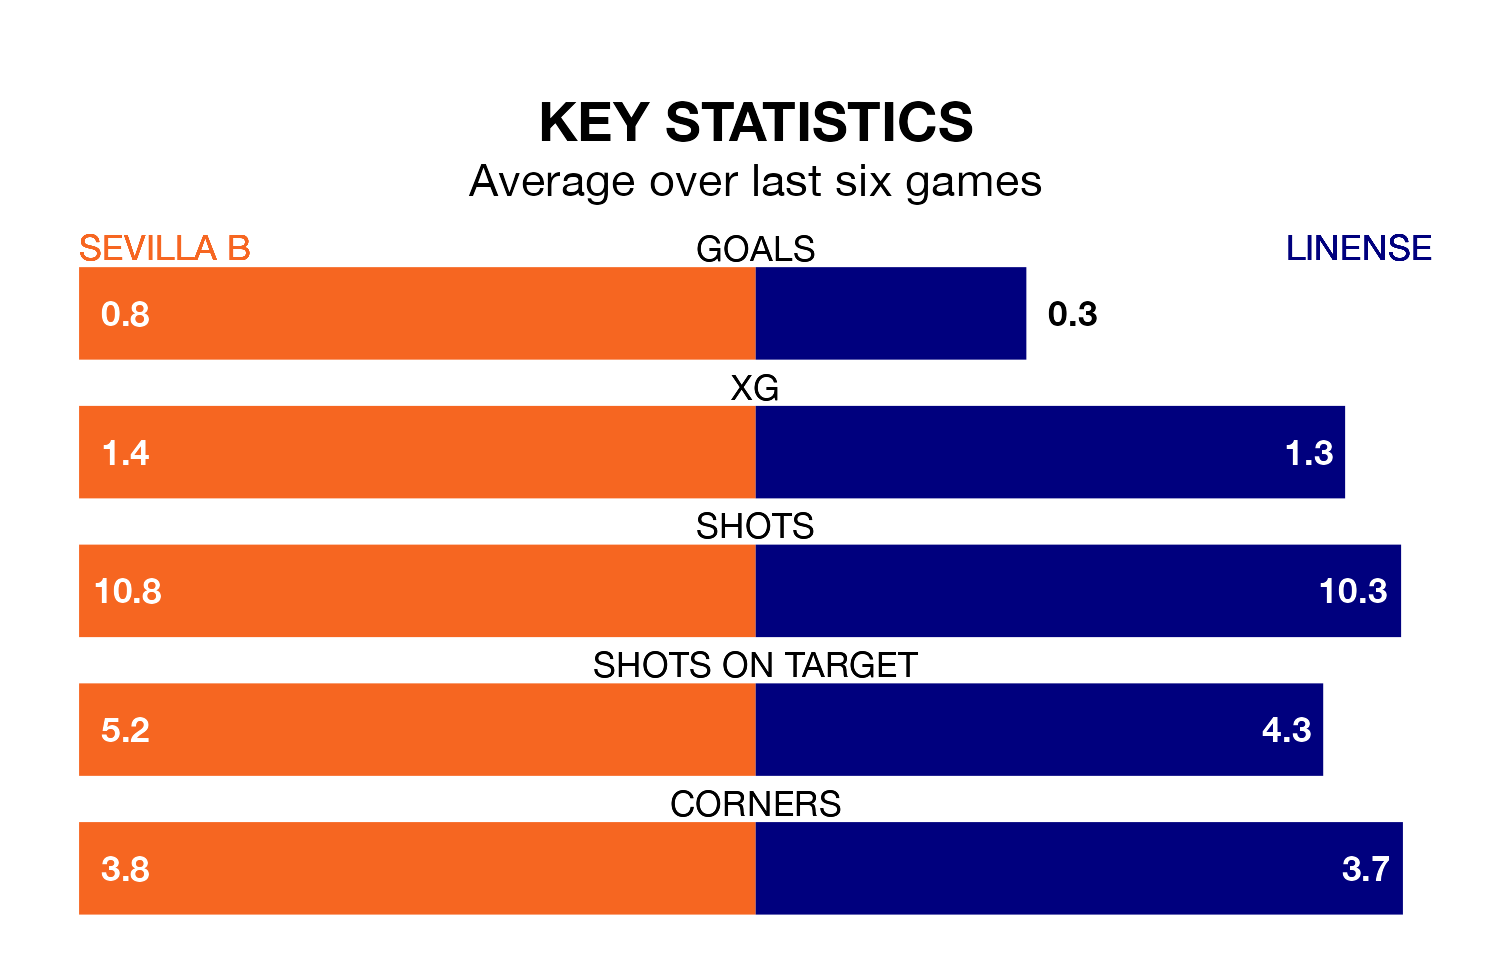 KEY STATISTICS
Average over last six games
SEVILLA B GOALS LINENSE
0.8 0.3
XG
1.4 1.3
SHOTS
10.8 10.3
SHOTS ON TARGET
5.2 4.3
CORNERS
3.8 3.7